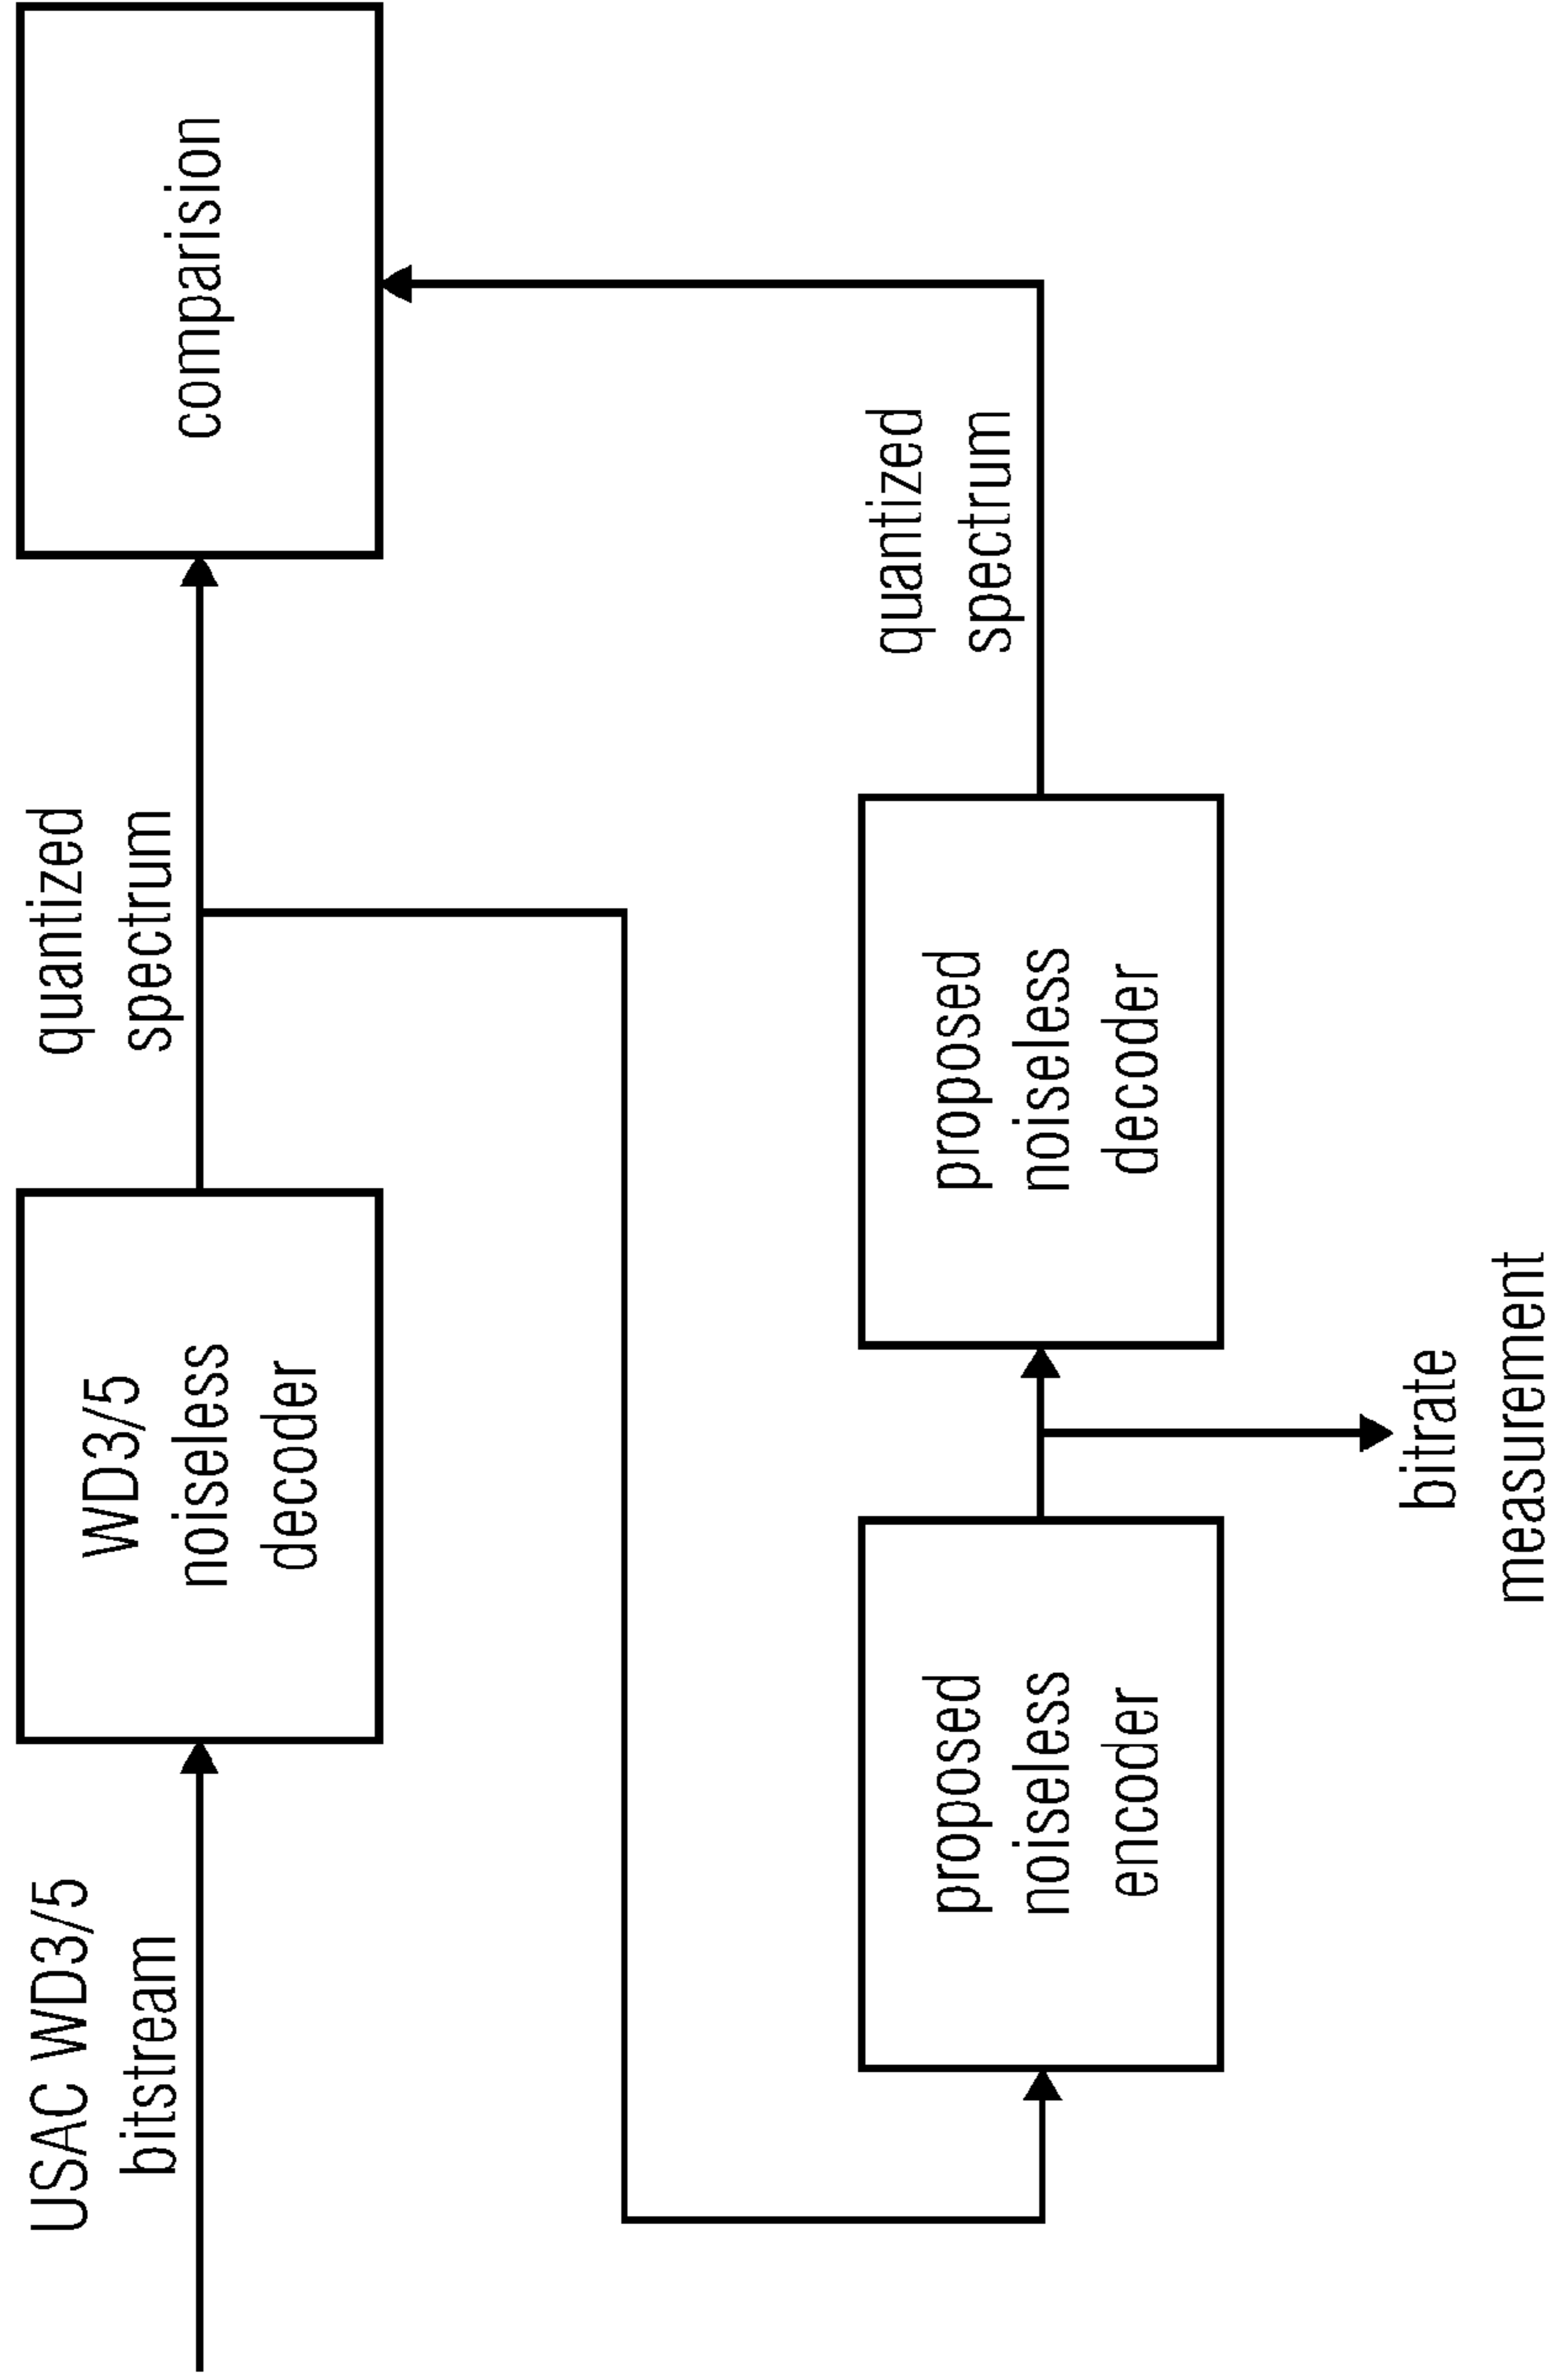 USAC WD3/5
bitstream
WD3/5
noiseless
decoder
quantized
spectrum
comparision
proposed
noiseless
encoder
bitrate
measurement
proposed
noiseless
decoder
quantized
spectrum